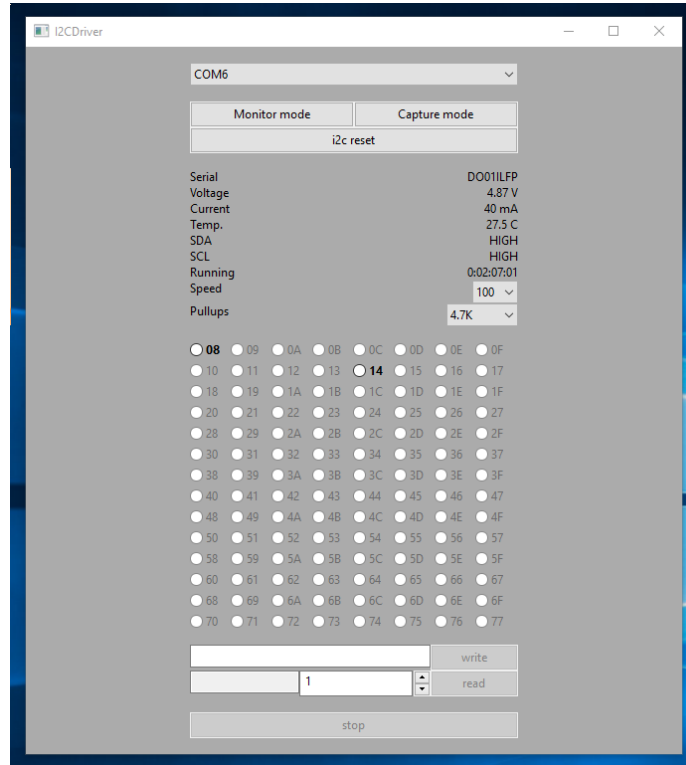 I2CDriver
COM6
Monitor mode Capture mode
i2c reset
Serial DO01ILFP
Voltage 4.87 V
Current 40 mA
Temp. 27.5 C
SDA HIGH
SCL HIGH
Running 0:02:07:01
Speed 100
Pullups 4.7K
08 09 0A 0B 0C 0D 0E 0F
10 11 12 13 14 15 16 17
18 19 1A 1B 1C 1D 1E 1F
20 21 22 23 24 25 26 27
28 29 2A 2B 2C 2D 2E 2F
30 31 32 33 34 35 36 37
38 39 3A 3B 3C 3D 3E 3F
40 41 42 43 44 45 46 47
48 49 4A 4B 4C 4D 4E 4F
50 51 52 53 54 55 56 57
58 59 5A 5B 5C 5D 5E 5F
60 61 62 63 64 65 66 67
68 69 6A 6B 6C 6D 6E 6F
70 71 72 73 74 75 76 77
write
1 read
stop